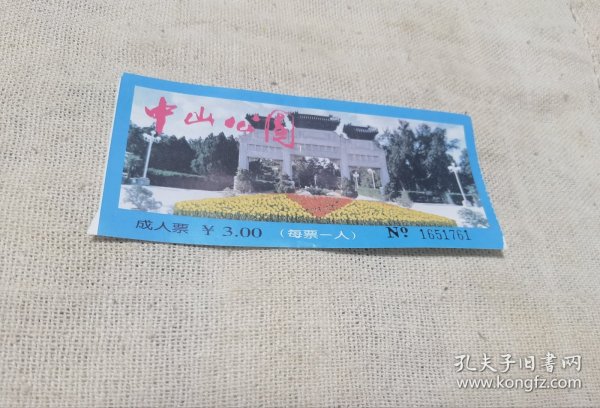 中山公园
成人票 ￥3.00 (每票一人) № 1651761
孔夫子旧书网
www.kongfz.com